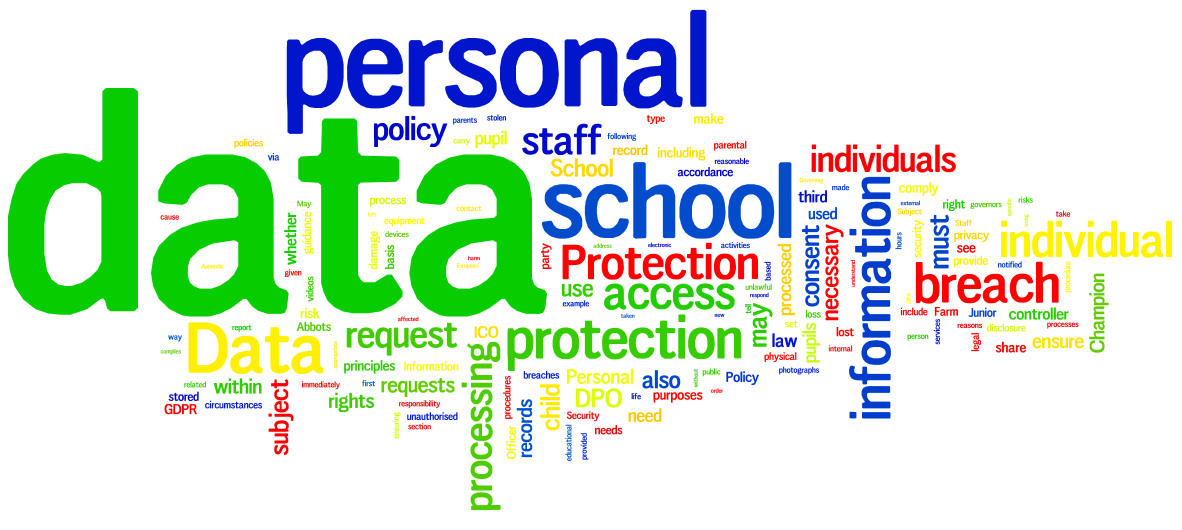 personal
policy
parents
stolen
type
make
pupil
staff
following
policies
via
record
including
parental
reasonable
School
accordance
individuals
data
school
information
third
made
comply
used
external
Subject
right
governors
risks
May
process
contact
cause
whether
guidance
equipment
devices
damage
basis
harm
given
videos
party
address
electronic
activities
Protection
processed
based
consent
necessary
understand
hours
security
must
Staff
privacy
see
provide
notified
take
individual
breach
use
access
example
unlawful
respond
risk
affected
taken
new
tell
may
set
loss
include
Farm
Junior
controller
Champion
report
Abbots
Data
request
ICO
protection
law
pupils
lost
internal
person
services
reasons
legal
disclosure
processes
share
ensure
way
complies
principles
Information
physical
photographs
processing
related
within
immediately
first
requests
breaches
Personal
also
without
public
Policy
stored
GDPR
circumstances
subject
rights
responsibility
unauthorised
section
procedures
records
child
DPO
life
purposes
order
Security
need
needs
Officer
educational
provided